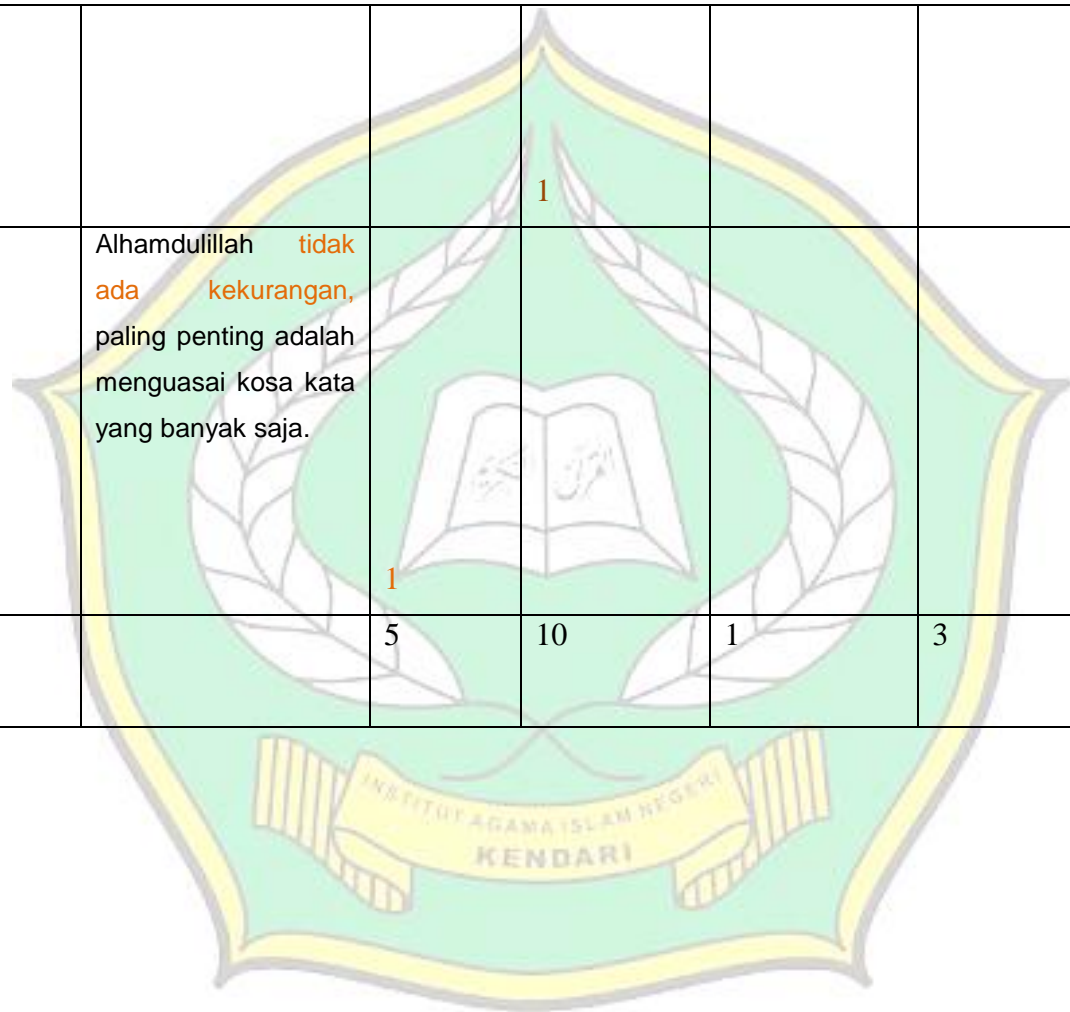 1
Alhamdulillah tidak
ada kekurangan,
paling penting adalah
menguasai kosa kata
yang banyak saja.
1
5 10 1 3
INSTITUT AGAMA ISLAM NEGERI
KENDARI